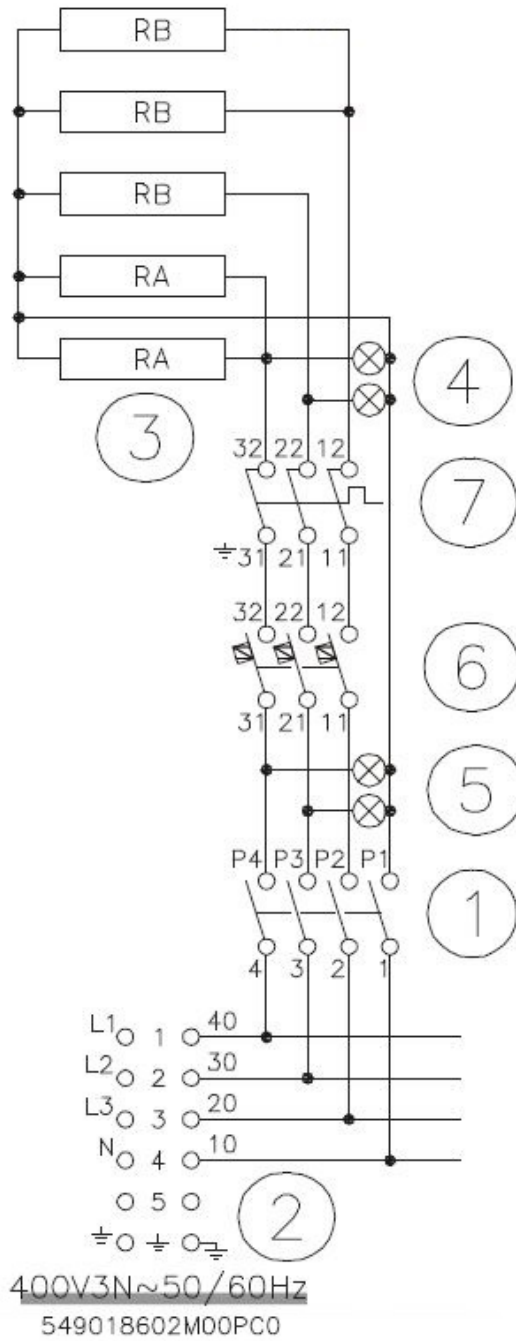 RB
RB
RB
RA
RA
4
3
32 22 12
7
31 21 11
32 22 12
6
31 21 11
5
P4 P3 P2 P1
1
4 3 2 1
L1 1 40
L2 2 30
L3 3 20
N 4 10
5
2
400V3N~50/60Hz
549018602M00PC0